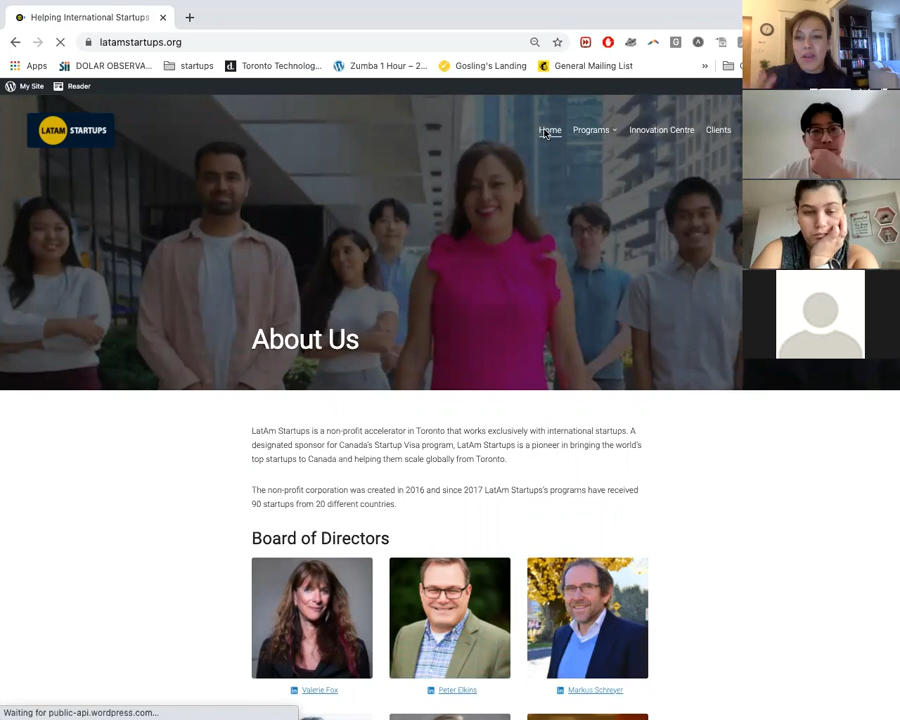 Helping International Startups
latamstartups.org
Apps
DOLAR OBSERVA...
startups
Toronto Technolog...
Zumba 1 Hour – 2...
Gosling's Landing
General Mailing List
»
My Site
Reader
LATAM STARTUPS
Home
Programs
Innovation Centre
Clients
About Us
LatAm Startups is a non-profit accelerator in Toronto that works exclusively with international startups. A
designated sponsor for Canada's Startup Visa program, LatAm Startups is a pioneer in bringing the world's
top startups to Canada and helping them scale globally from Toronto.
The non-profit corporation was created in 2016 and since 2017 LatAm Startups's programs have received
90 startups from 20 different countries.
Board of Directors
Valerie Fox
Peter Elkins
Markus Schreyer
Waiting for public-api.wordpress.com...